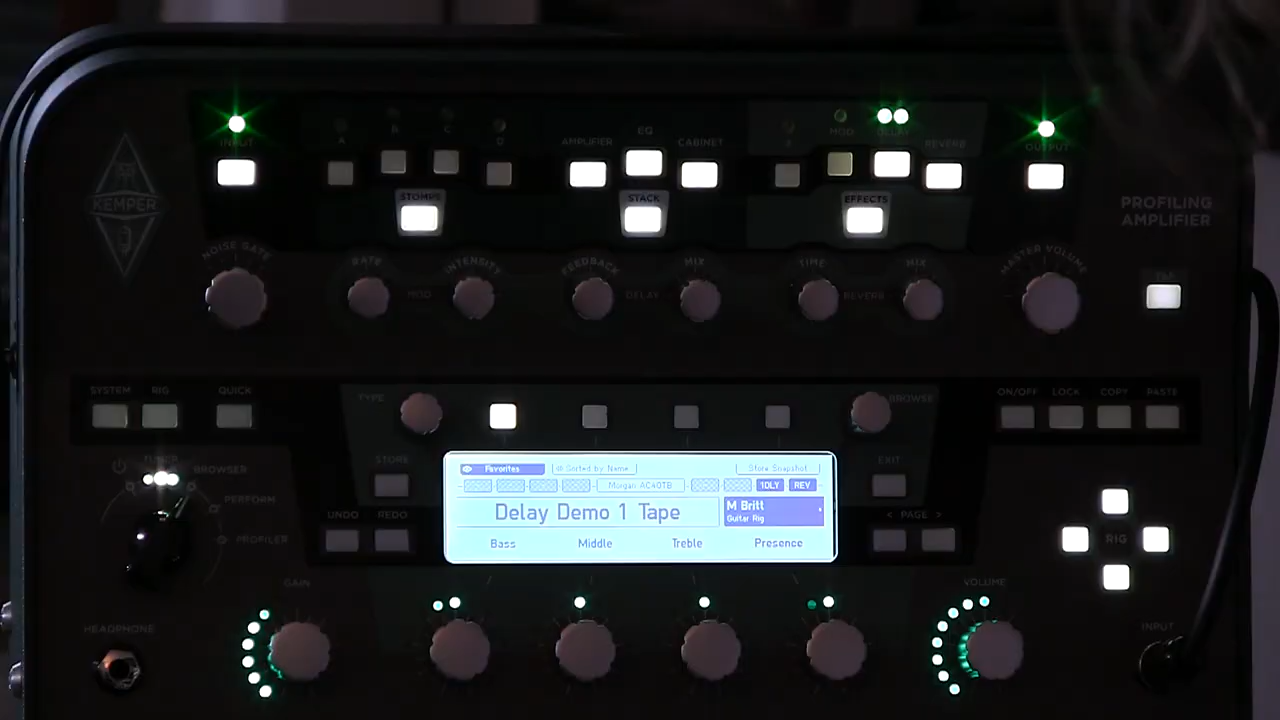 INPUT
A B C D
AMPLIFIER EQ CABINET
MOD DELAY REVERB
OUTPUT
STOMPS STACK EFFECTS
KEMPER
PROFILING
AMPLIFIER
NOISE GATE
RATE INTENSITY
FEEDBACK MIX
TIME MIX
MASTER VOLUME
MOD DELAY REVERB
TAP
SYSTEM RIG QUICK
TYPE BROWSE
ON/OFF LOCK COPY PASTE
TUNER
BROWSER
PERFORM
PROFILER
STORE
EXIT
UNDO REDO
< PAGE >
Favorites Sorted by Name Store Snapshot
Morgan AC40TB 1DLY REV
Delay Demo 1 Tape
M Britt
Guitar Rig
Bass Middle Treble Presence
RIG
GAIN
VOLUME
HEADPHONE
INPUT